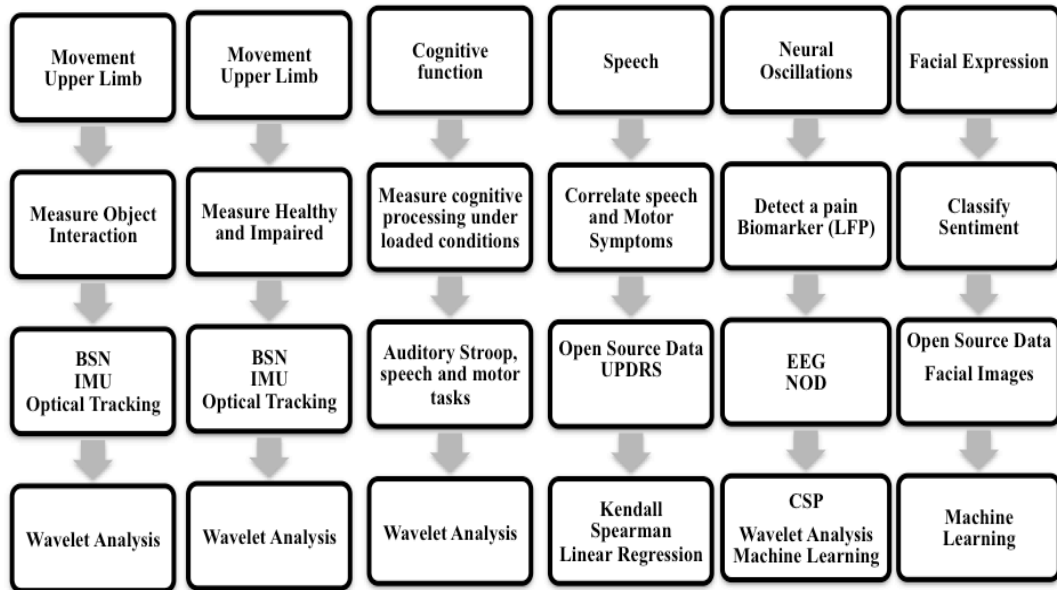 Movement
Upper Limb
Movement
Upper Limb
Cognitive
function
Speech
Neural
Oscillations
Facial Expression
Measure Object
Interaction
Measure Healthy
and Impaired
Measure cognitive
processing under
loaded conditions
Correlate speech
and Motor
Symptoms
Detect a pain
Biomarker (LFP)
Classify
Sentiment
BSN
IMU
Optical Tracking
BSN
IMU
Optical Tracking
Auditory Stroop,
speech and motor
tasks
Open Source Data
UPDRS
EEG
NOD
Open Source Data
Facial Images
Wavelet Analysis
Wavelet Analysis
Wavelet Analysis
Kendall
Spearman
Linear Regression
CSP
Wavelet Analysis
Machine Learning
Machine
Learning